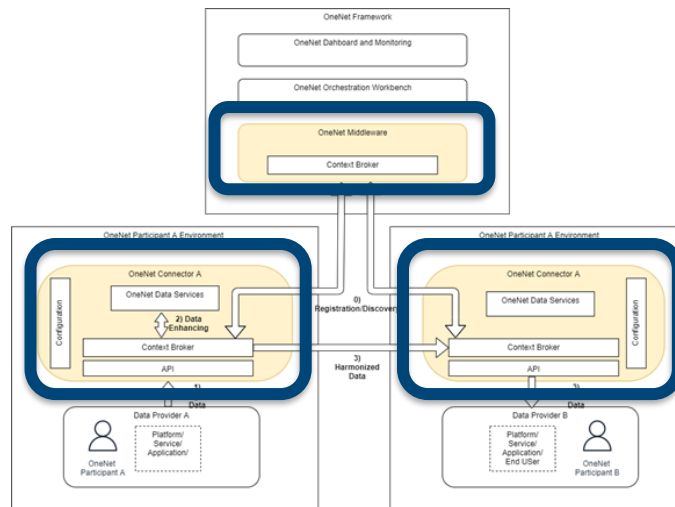 OneNet Framework
OneNet Dahboard and Monitoring
OneNet Orchestration Workbench
OneNet Middleware
Context Broker
OneNet Participant A Environment
OneNet Connector A
OneNet Data Services
Configuration
2) Data
Enhancing
Context Broker
API
1)
Data
Data Provider A
Platform/
Service/
Application/
OneNet
Participant A
0)
Registration/Discovery
3)
Harmonized
Data
OneNet Participant A Environment
OneNet Connector A
OneNet Data Services
Configuration
Context Broker
API
3)
Data
Data Provider B
Platform/
Service/
Application/
End USer
OneNet
Participant B